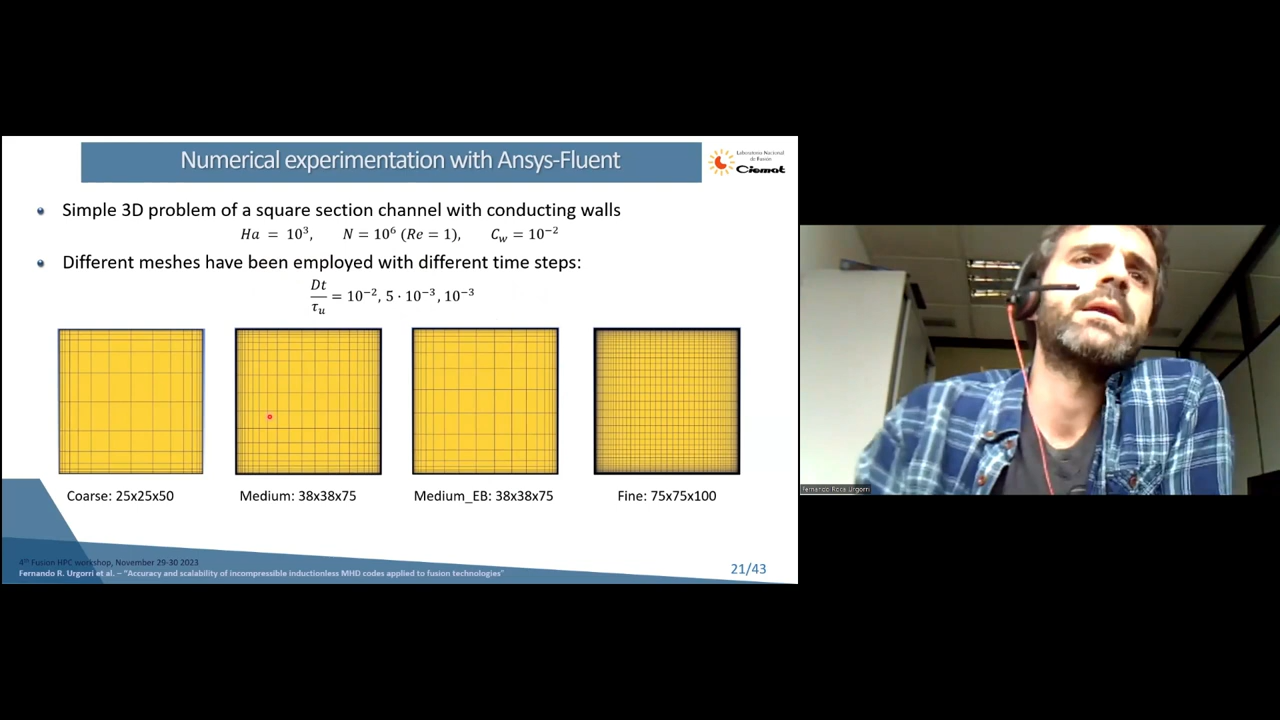 Numerical experimentation with Ansys-Fluent
Laboratorio Nacional
de Fusión
Ciemat
Simple 3D problem of a square section channel with conducting walls
Ha = 10³, N = 10⁶ (Re = 1), C_w = 10⁻²
Different meshes have been employed with different time steps:
Dt/τ_u = 10⁻², 5 · 10⁻³, 10⁻³
Coarse: 25x25x50
Medium: 38x38x75
Medium_EB: 38x38x75
Fine: 75x75x100
4th Fusion HPC workshop, November 29-30 2023
Fernando R. Urgorri et al. – "Accuracy and scalability of incompressible inductionless MHD codes applied to fusion technologies"
21/43
Fernando Roca Urgorri